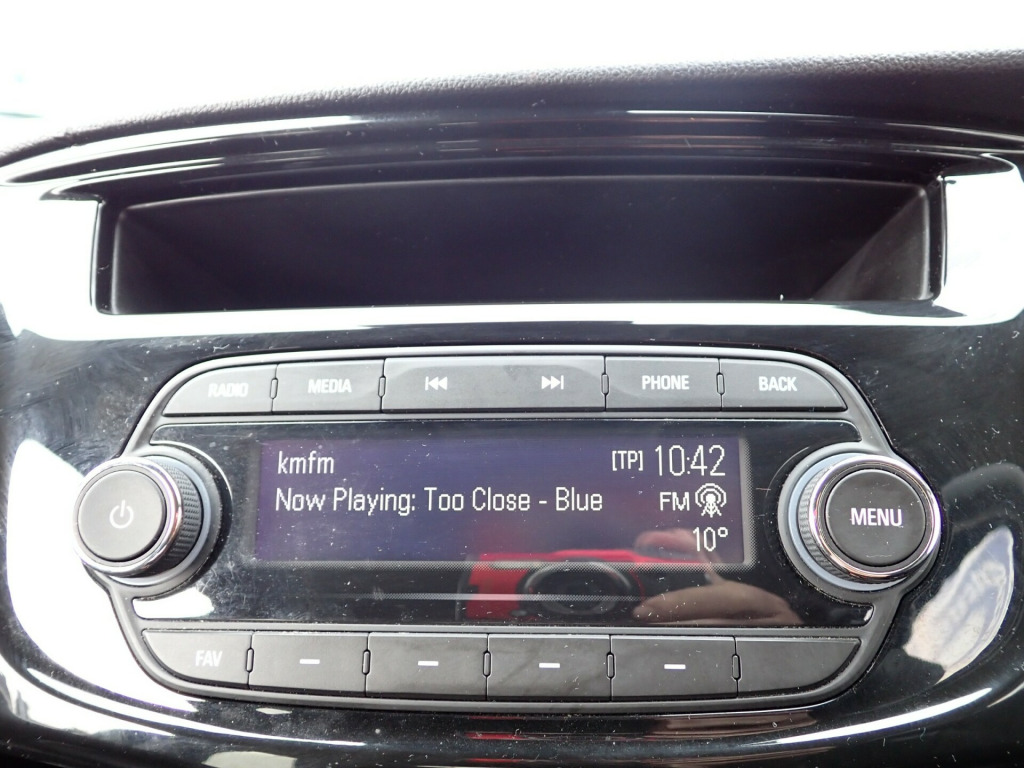 RADIO MEDIA PHONE BACK
kmfm [TP] 10:42
Now Playing: Too Close - Blue FM
10°
MENU
FAV